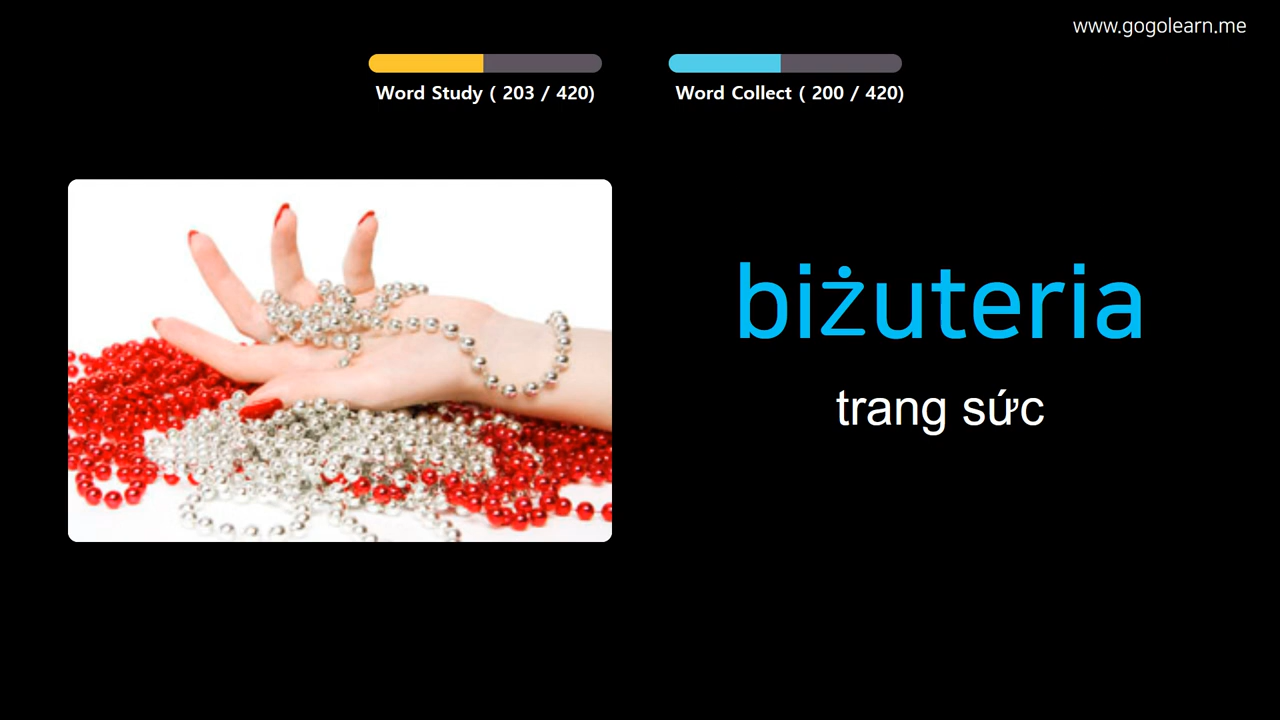 www.gogolearn.me
Word Study ( 203 / 420)
Word Collect ( 200 / 420)
biżuteria
trang sức